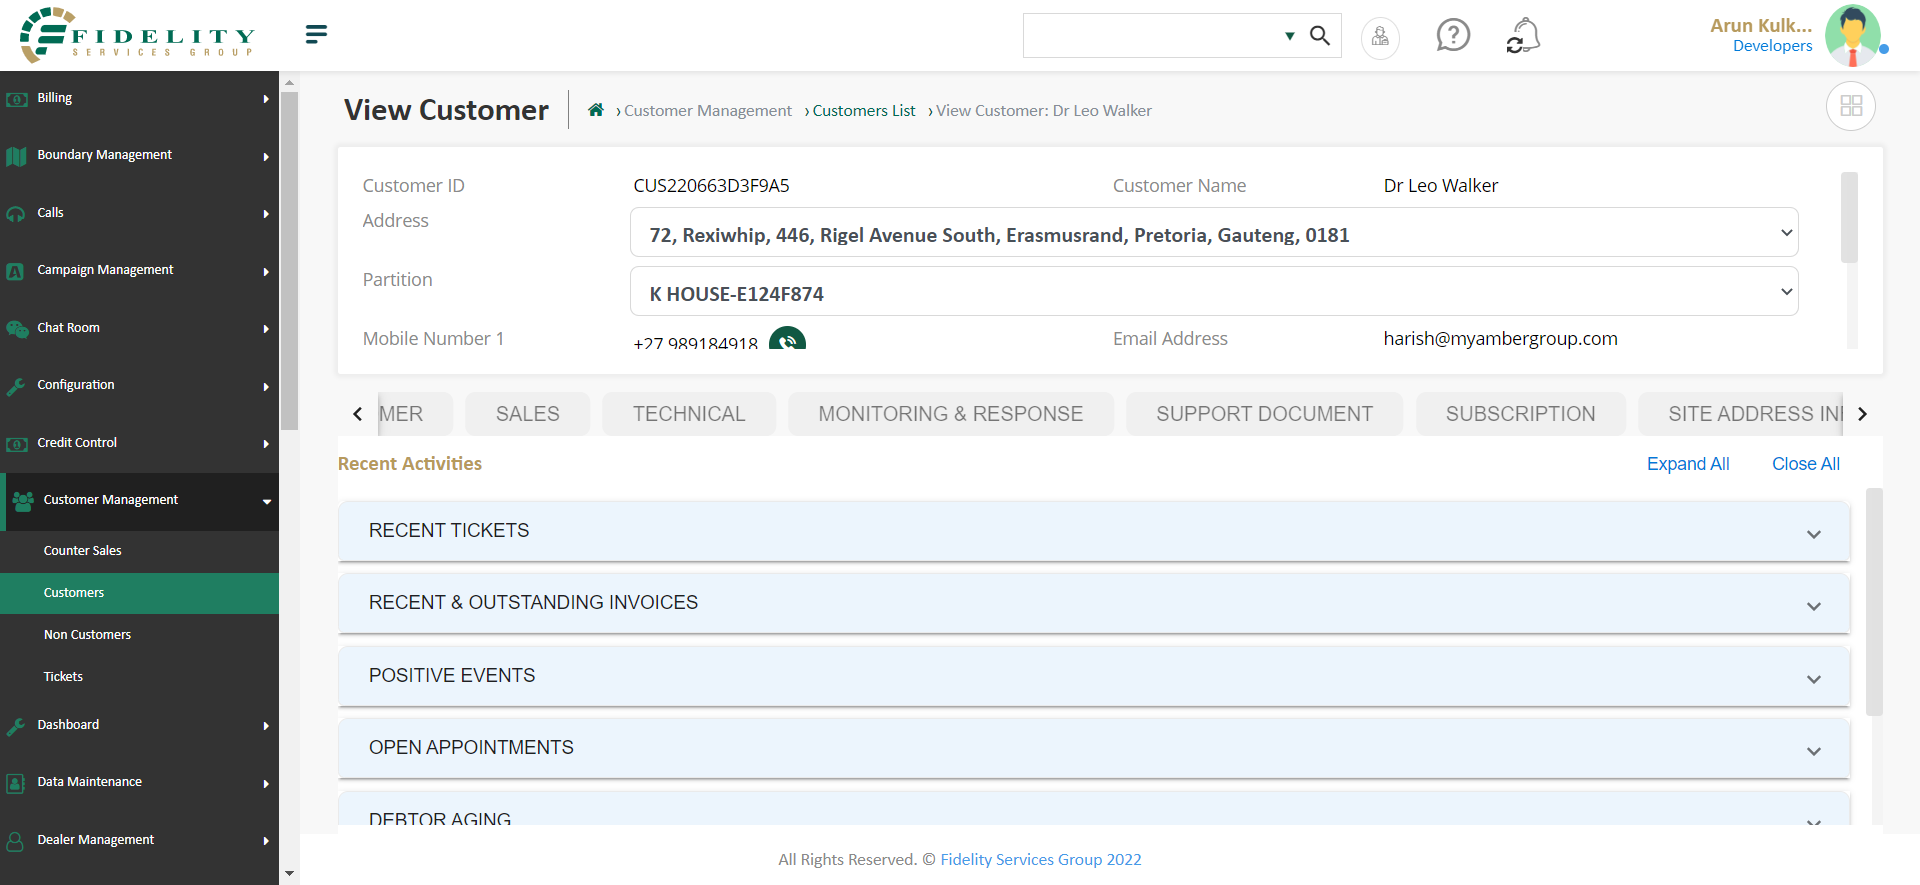 FIDELITY
SERVICES GROUP
Arun Kulk...
Developers
Billing
Boundary Management
Calls
Campaign Management
Chat Room
Configuration
Credit Control
Customer Management
Counter Sales
Customers
Non Customers
Tickets
Dashboard
Data Maintenance
Dealer Management
View Customer
› Customer Management › Customers List › View Customer: Dr Leo Walker
Customer ID CUS220663D3F9A5 Customer Name Dr Leo Walker
Address
72, Rexiwhip, 446, Rigel Avenue South, Erasmusrand, Pretoria, Gauteng, 0181
Partition
K HOUSE-E124F874
Mobile Number 1 +27 989184918 Email Address harish@myambergroup.com
MER SALES TECHNICAL MONITORING & RESPONSE SUPPORT DOCUMENT SUBSCRIPTION SITE ADDRESS IN
Recent Activities Expand All Close All
RECENT TICKETS
RECENT & OUTSTANDING INVOICES
POSITIVE EVENTS
OPEN APPOINTMENTS
DEBTOR AGING
All Rights Reserved. © Fidelity Services Group 2022